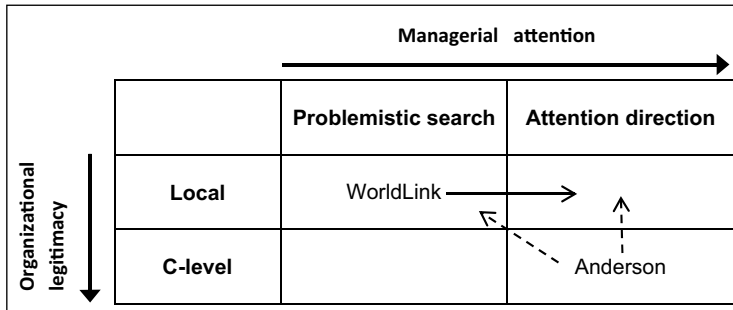 Managerial attention
Problemistic search
Attention direction
Organizational
legitimacy
Local
WorldLink
C-level
Anderson